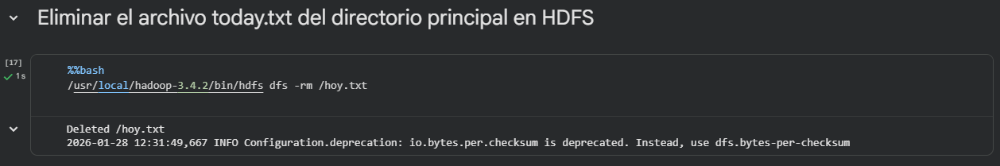 Eliminar el archivo today.txt del directorio principal en HDFS
[17]
%%bash
1s
/usr/local/hadoop-3.4.2/bin/hdfs dfs -rm /hoy.txt
Deleted /hoy.txt
2026-01-28 12:31:49,667 INFO Configuration.deprecation: io.bytes.per.checksum is deprecated. Instead, use dfs.bytes-per-checksum